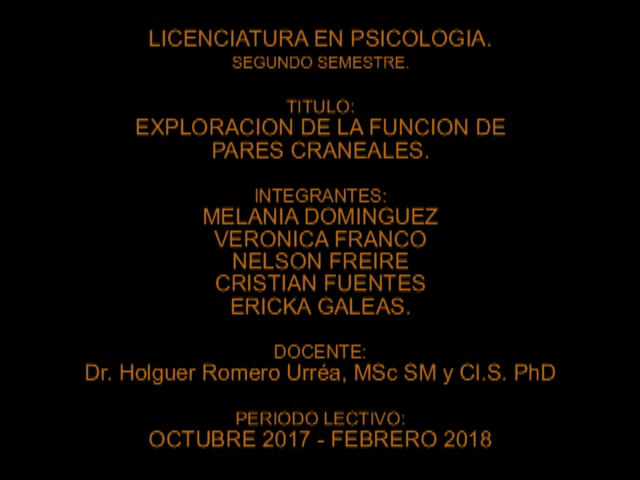 LICENCIATURA EN PSICOLOGIA.
SEGUNDO SEMESTRE.
TITULO:
EXPLORACION DE LA FUNCION DE
PARES CRANEALES.
INTEGRANTES:
MELANIA DOMINGUEZ
VERONICA FRANCO
NELSON FREIRE
CRISTIAN FUENTES
ERICKA GALEAS.
DOCENTE:
Dr. Holguer Romero Urréa, MSc SM y Cl.S. PhD
PERIODO LECTIVO:
OCTUBRE 2017 - FEBRERO 2018